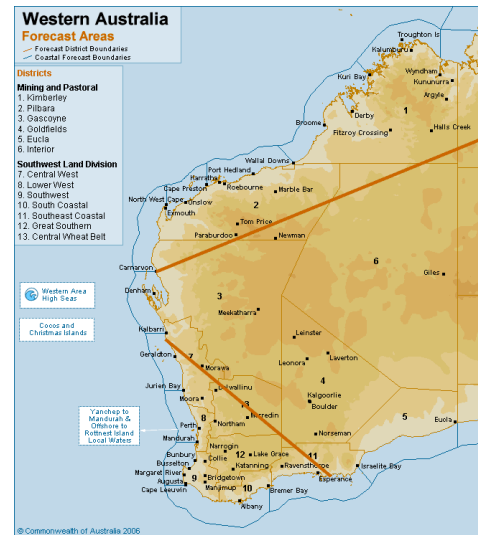 Western Australia
Forecast Areas
Forecast District Boundaries
Coastal Forecast Boundaries
Districts
Mining and Pastoral
1. Kimberley
2. Pilbara
3. Gascoyne
4. Goldfields
5. Eucla
6. Interior
Southwest Land Division
7. Central West
8. Lower West
9. Southwest
10. South Coastal
11. Southeast Coastal
12. Great Southern
13. Central Wheat Belt
Western Area
High Seas
Cocos and
Christmas Islands
Yanchep to
Mandurah &
Offshore to
Rottnest Island
Local Waters
Troughton Is
Kalumburu
Kuri Bay
Wyndham
Kununurra
Argyle
1
Derby
Broome
Fitzroy Crossing
Halls Creek
Wallal Downs
Port Hedland
Karratha
Roebourne
Cape Preston
Marble Bar
North West Cape
Onslow
Exmouth
2
Tom Price
Paraburdoo
Newman
6
Carnarvon
Giles
Denham
3
Meekatharra
Kalbarri
Leinster
Geraldton
7
Morawa
Leonora
Laverton
4
Jurien Bay
Dalwallinu
Moora
13
Kalgoorlie
Boulder
5
8
Merredin
Northam
Eucla
Perth
Norseman
Mandurah
Narrogin
Bunbury
Collie
12
Lake Grace
11
Busselton
Katanning
Ravensthorpe
Israelite Bay
Margaret River
9
Bridgetown
Esperance
Augusta
Manjimup
10
Bremer Bay
Cape Leeuwin
Albany
© Commonwealth of Australia 2006